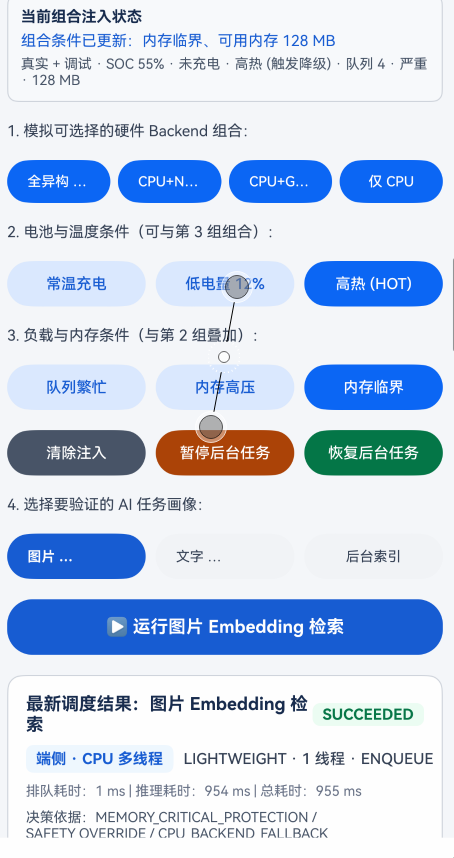 当前组合注入状态
组合条件已更新：内存临界、可用内存 128 MB
真实 + 调试 · SOC 55% · 未充电 · 高热 (触发降级) · 队列 4 · 严重
· 128 MB
1. 模拟可选择的硬件 Backend 组合：
全异构 ...
CPU+N...
CPU+G...
仅 CPU
2. 电池与温度条件（可与第 3 组组合）：
常温充电
低电量 12%
高热 (HOT)
3. 负载与内存条件（与第 2 组叠加）：
队列繁忙
内存高压
内存临界
清除注入
暂停后台任务
恢复后台任务
4. 选择要验证的 AI 任务画像：
图片 ...
文字 ...
后台索引
运行图片 Embedding 检索
最新调度结果：图片 Embedding 检
索
SUCCEEDED
端侧 · CPU 多线程
LIGHTWEIGHT · 1 线程 · ENQUEUE
排队耗时：1 ms | 推理耗时：954 ms | 总耗时：955 ms
决策依据：MEMORY_CRITICAL_PROTECTION /
SAFETY_OVERRIDE / CPU_BACKEND_FALLBACK